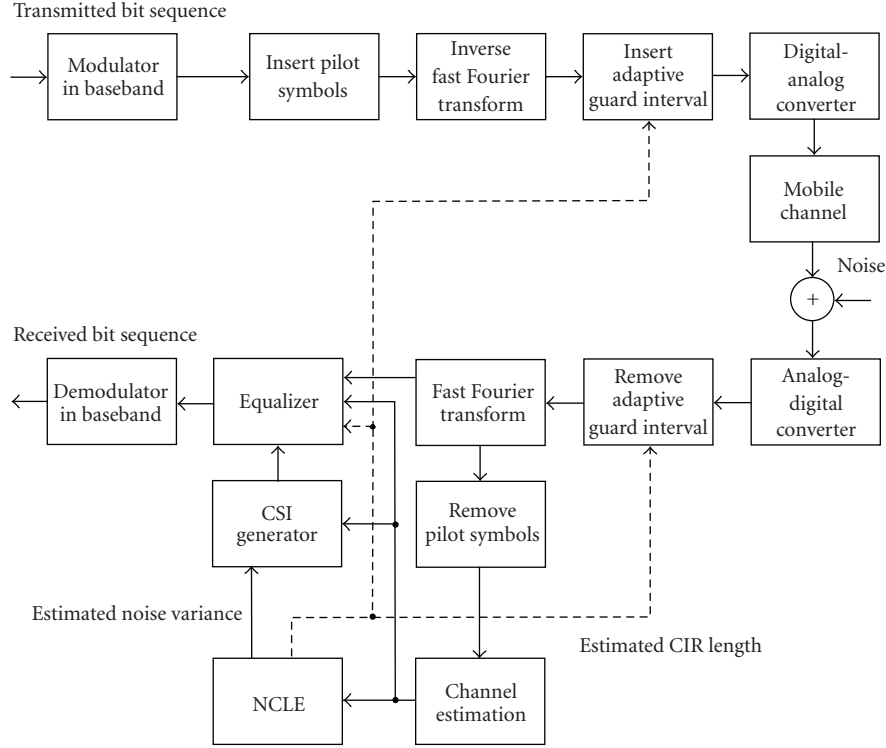 Transmitted bit sequence
Modulator
in baseband
Insert pilot
symbols
Inverse
fast Fourier
transform
Insert
adaptive
guard interval
Digital-
analog
converter
Mobile
channel
Noise
+
Received bit sequence
Demodulator
in baseband
Equalizer
Fast Fourier
transform
Remove
adaptive
guard interval
Analog-
digital
converter
CSI
generator
Remove
pilot symbols
Estimated noise variance
Estimated CIR length
NCLE
Channel
estimation